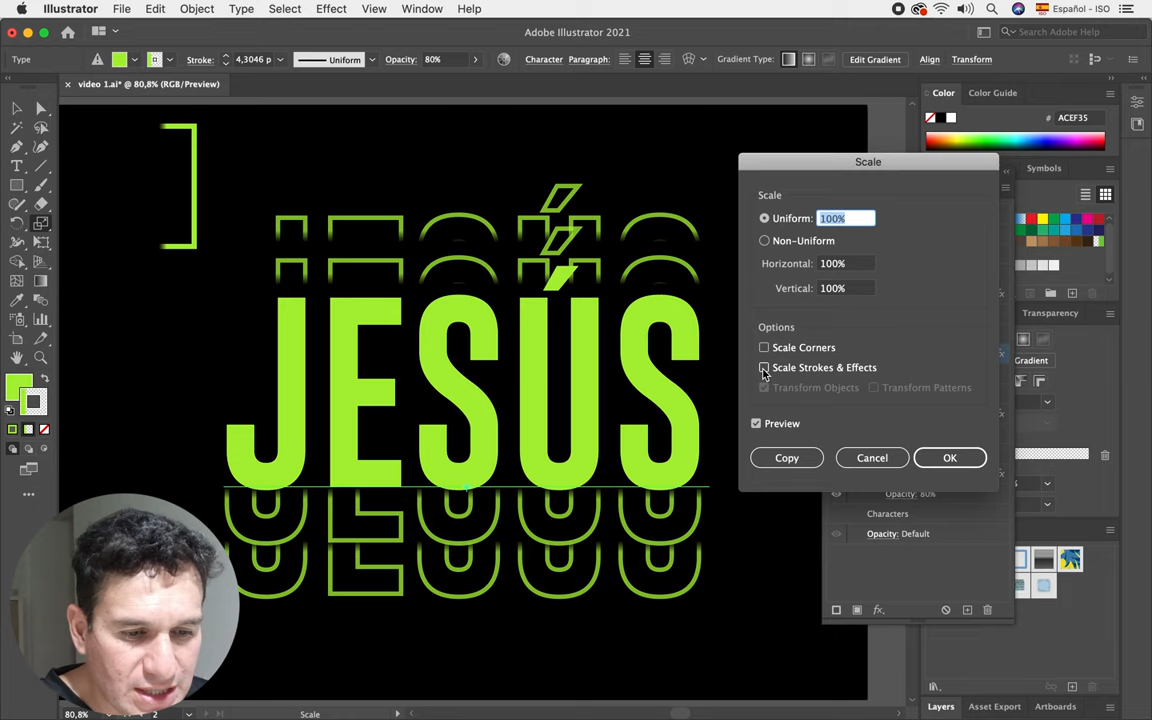 Illustrator File Edit Object Type Select Effect View Window Help
Español - ISO
Adobe Illustrator 2021
Search Adobe Help
Type
Stroke: 4,3046 p
Uniform
Opacity: 80%
Character Paragraph:
Gradient Type:
Edit Gradient
Align
Transform
× video 1.ai* @ 80,8% (RGB/Preview)
Color
Color Guide
# ACEF35
Symbols
Transparency
Gradient
Scale
Scale
Uniform: 100%
Non-Uniform
Horizontal: 100%
Vertical: 100%
Options
Scale Corners
Scale Strokes & Effects
Transform Objects
Transform Patterns
Preview
Copy
Cancel
OK
JESÚS
Opacity: 80%
Characters
Opacity: Default
80,8%
2
Scale
Layers
Asset Export
Artboards